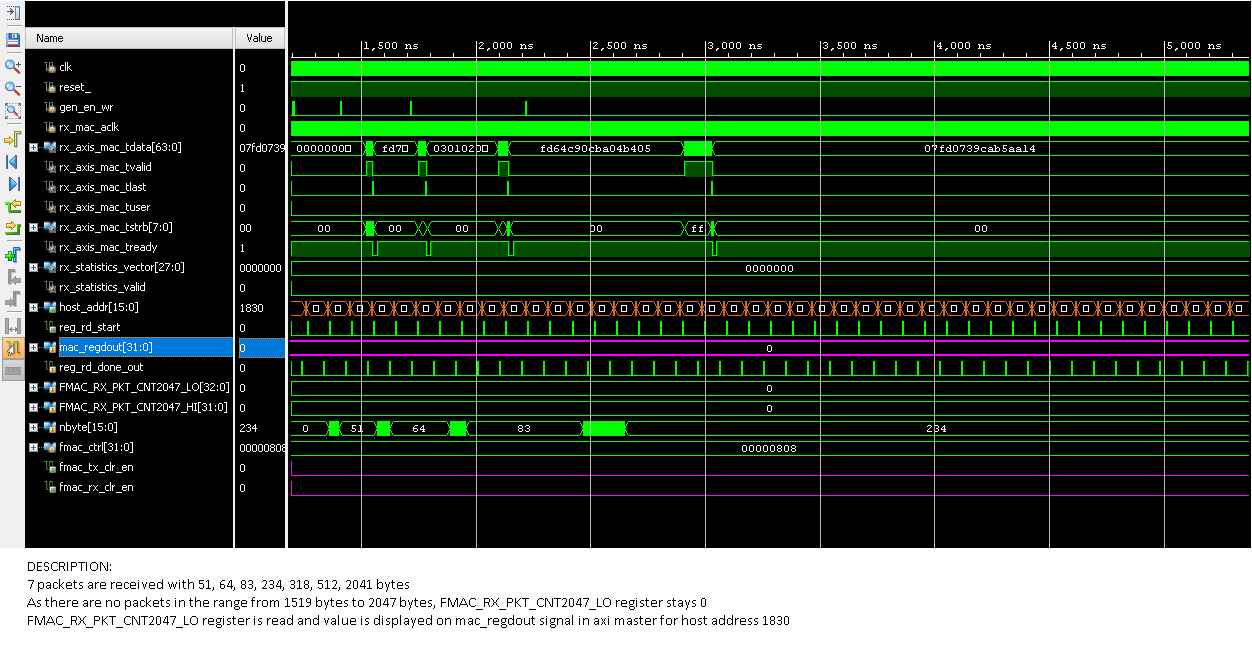 Name Value
1,500 ns 2,000 ns 2,500 ns 3,000 ns 3,500 ns 4,000 ns 4,500 ns 5,000 ns
clk 0
reset_ 1
gen_en_wr 0
rx_mac_aclk 0
rx_axis_mac_tdata[63:0] 07fd0739 0000000 fd7 0301020 fd64c90cba04b405 07fd0739cab5aa14
rx_axis_mac_tvalid 0
rx_axis_mac_tlast 0
rx_axis_mac_tuser 0
rx_axis_mac_tstrb[7:0] 00 00 00 00 00 ff 00
rx_axis_mac_tready 1
rx_statistics_vector[27:0] 0000000 0000000
rx_statistics_valid 0
host_addr[15:0] 1830
reg_rd_start 0
mac_regdout[31:0] 0 0
reg_rd_done_out 0
FMAC_RX_PKT_CNT2047_LO[32:0] 0 0
FMAC_RX_PKT_CNT2047_HI[31:0] 0 0
nbyte[15:0] 234 0 51 64 83 234
fmac_ctrl[31:0] 00000808 00000808
fmac_tx_clr_en 0
fmac_rx_clr_en 0
DESCRIPTION:
7 packets are received with 51, 64, 83, 234, 318, 512, 2041 bytes
As there are no packets in the range from 1519 bytes to 2047 bytes, FMAC_RX_PKT_CNT2047_LO register stays 0
FMAC_RX_PKT_CNT2047_LO register is read and value is displayed on mac_regdout signal in axi master for host address 1830